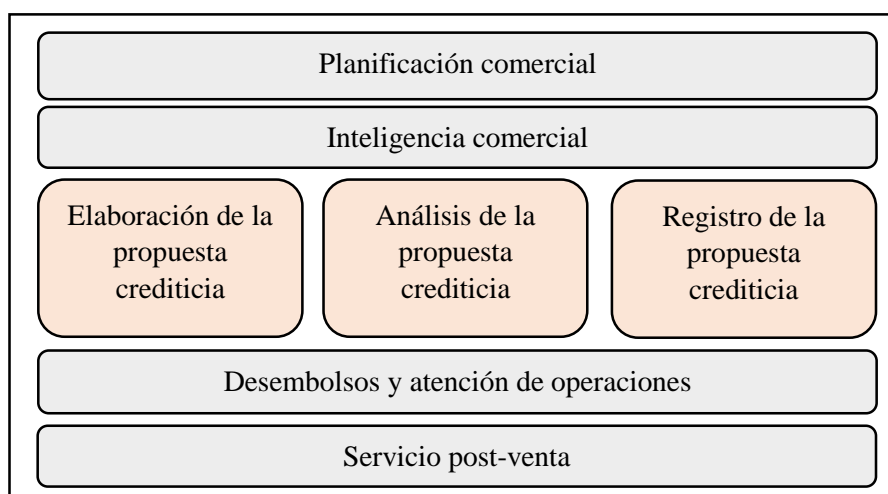 Planificación comercial
Inteligencia comercial
Elaboración de la
propuesta
crediticia
Análisis de la
propuesta
crediticia
Registro de la
propuesta
crediticia
Desembolsos y atención de operaciones
Servicio post-venta